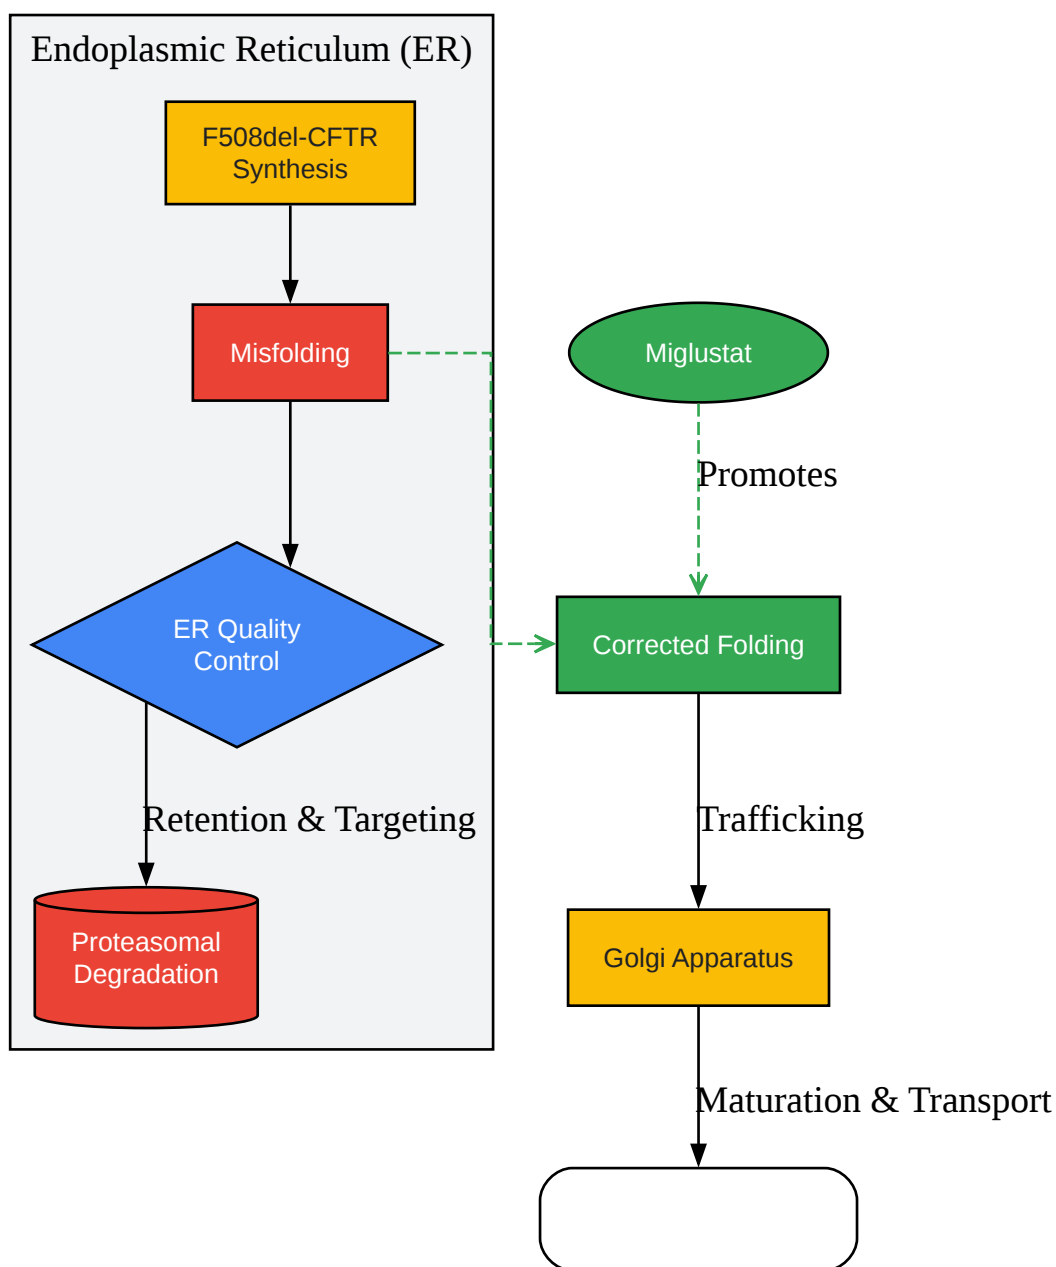 Endoplasmic Reticulum (ER)
F508del-CFTR
Synthesis
Misfolding
Miglustat
Promotes
ER Quality
Control
Corrected Folding
Retention & Targeting
Trafficking
Proteasomal
Degradation
Golgi Apparatus
Maturation & Transport